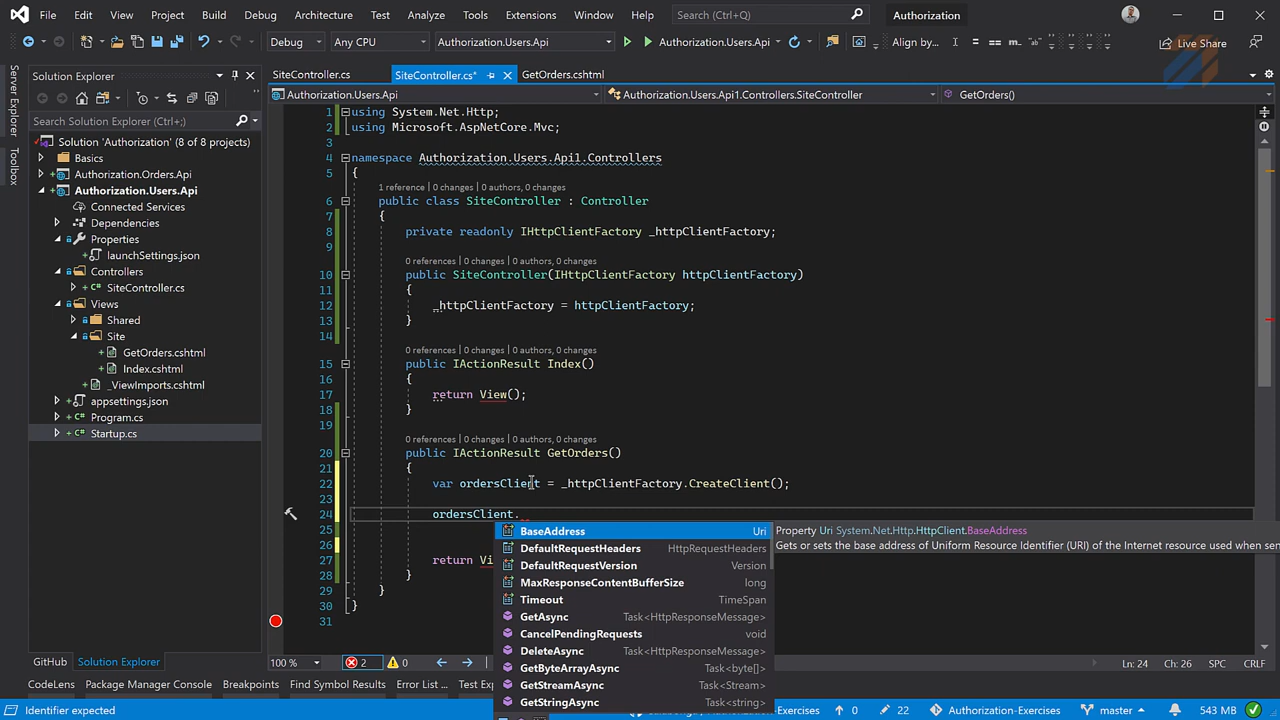 File Edit View Project Build Debug Architecture Test Analyze Tools Extensions Window Help Search (Ctrl+Q) Authorization
Debug Any CPU Authorization.Users.Api Authorization.Users.Api Align by... Live Share
Server Explorer
Toolbox
Solution Explorer
Search Solution Explorer (Ctrl+;)
Solution 'Authorization' (8 of 8 projects)
Basics
Authorization.Orders.Api
Authorization.Users.Api
Connected Services
Dependencies
Properties
launchSettings.json
Controllers
SiteController.cs
Views
Shared
Site
GetOrders.cshtml
Index.cshtml
_ViewImports.cshtml
appsettings.json
Program.cs
Startup.cs
GitHub Solution Explorer
SiteController.cs SiteController.cs* GetOrders.cshtml
Authorization.Users.Api Authorization.Users.Api1.Controllers.SiteController GetOrders()
1 using System.Net.Http;
2 using Microsoft.AspNetCore.Mvc;
3
4 namespace Authorization.Users.Api1.Controllers
5 {
1 reference | 0 changes | 0 authors, 0 changes
6 public class SiteController : Controller
7 {
8 private readonly IHttpClientFactory _httpClientFactory;
9
0 references | 0 changes | 0 authors, 0 changes
10 public SiteController(IHttpClientFactory httpClientFactory)
11 {
12 _httpClientFactory = httpClientFactory;
13 }
14
0 references | 0 changes | 0 authors, 0 changes
15 public IActionResult Index()
16 {
17 return View();
18 }
19
0 references | 0 changes | 0 authors, 0 changes
20 public IActionResult GetOrders()
21 {
22 var ordersClient = _httpClientFactory.CreateClient();
23
24 ordersClient.
25
26
27 return Vi
28 }
29 }
30 }
31
BaseAddress Uri
DefaultRequestHeaders HttpRequestHeaders
DefaultRequestVersion Version
MaxResponseContentBufferSize long
Timeout TimeSpan
GetAsync Task<HttpResponseMessage>
CancelPendingRequests void
DeleteAsync Task<HttpResponseMessage>
GetByteArrayAsync Task<byte[]>
GetStreamAsync Task<Stream>
GetStringAsync Task<string>
Property Uri System.Net.Http.HttpClient.BaseAddress
Gets or sets the base address of Uniform Resource Identifier (URI) of the Internet resource used when sen
100 % 2 0 Ln: 24 Ch: 26 SPC CRLF
CodeLens Bookmarks Data Tools Operations Breakpoints Find Symbol Results Error List ...
Identifier expected 0 22 Authorization-Exercises master 543 MB